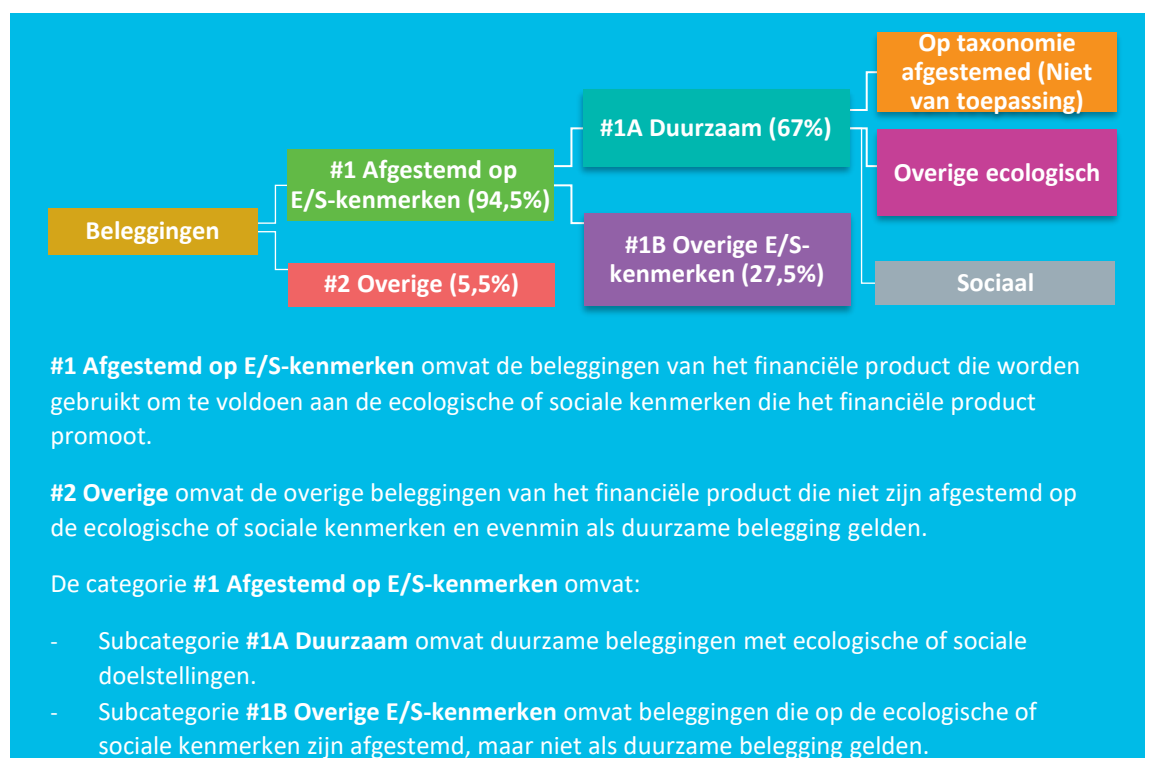 Op taxonomie
afgestemed (Niet
van toepassing)
#1A Duurzaam (67%)
#1 Afgestemd op
E/S-kenmerken (94,5%)
Overige ecologisch
Beleggingen
#1B Overige E/S-
kenmerken (27,5%)
#2 Overige (5,5%)
Sociaal
#1 Afgestemd op E/S-kenmerken omvat de beleggingen van het financiële product die worden
gebruikt om te voldoen aan de ecologische of sociale kenmerken die het financiële product
promoot.
#2 Overige omvat de overige beleggingen van het financiële product die niet zijn afgestemd op
de ecologische of sociale kenmerken en evenmin als duurzame belegging gelden.
De categorie #1 Afgestemd op E/S-kenmerken omvat:
- Subcategorie #1A Duurzaam omvat duurzame beleggingen met ecologische of sociale
doelstellingen.
- Subcategorie #1B Overige E/S-kenmerken omvat beleggingen die op de ecologische of
sociale kenmerken zijn afgestemd, maar niet als duurzame belegging gelden.